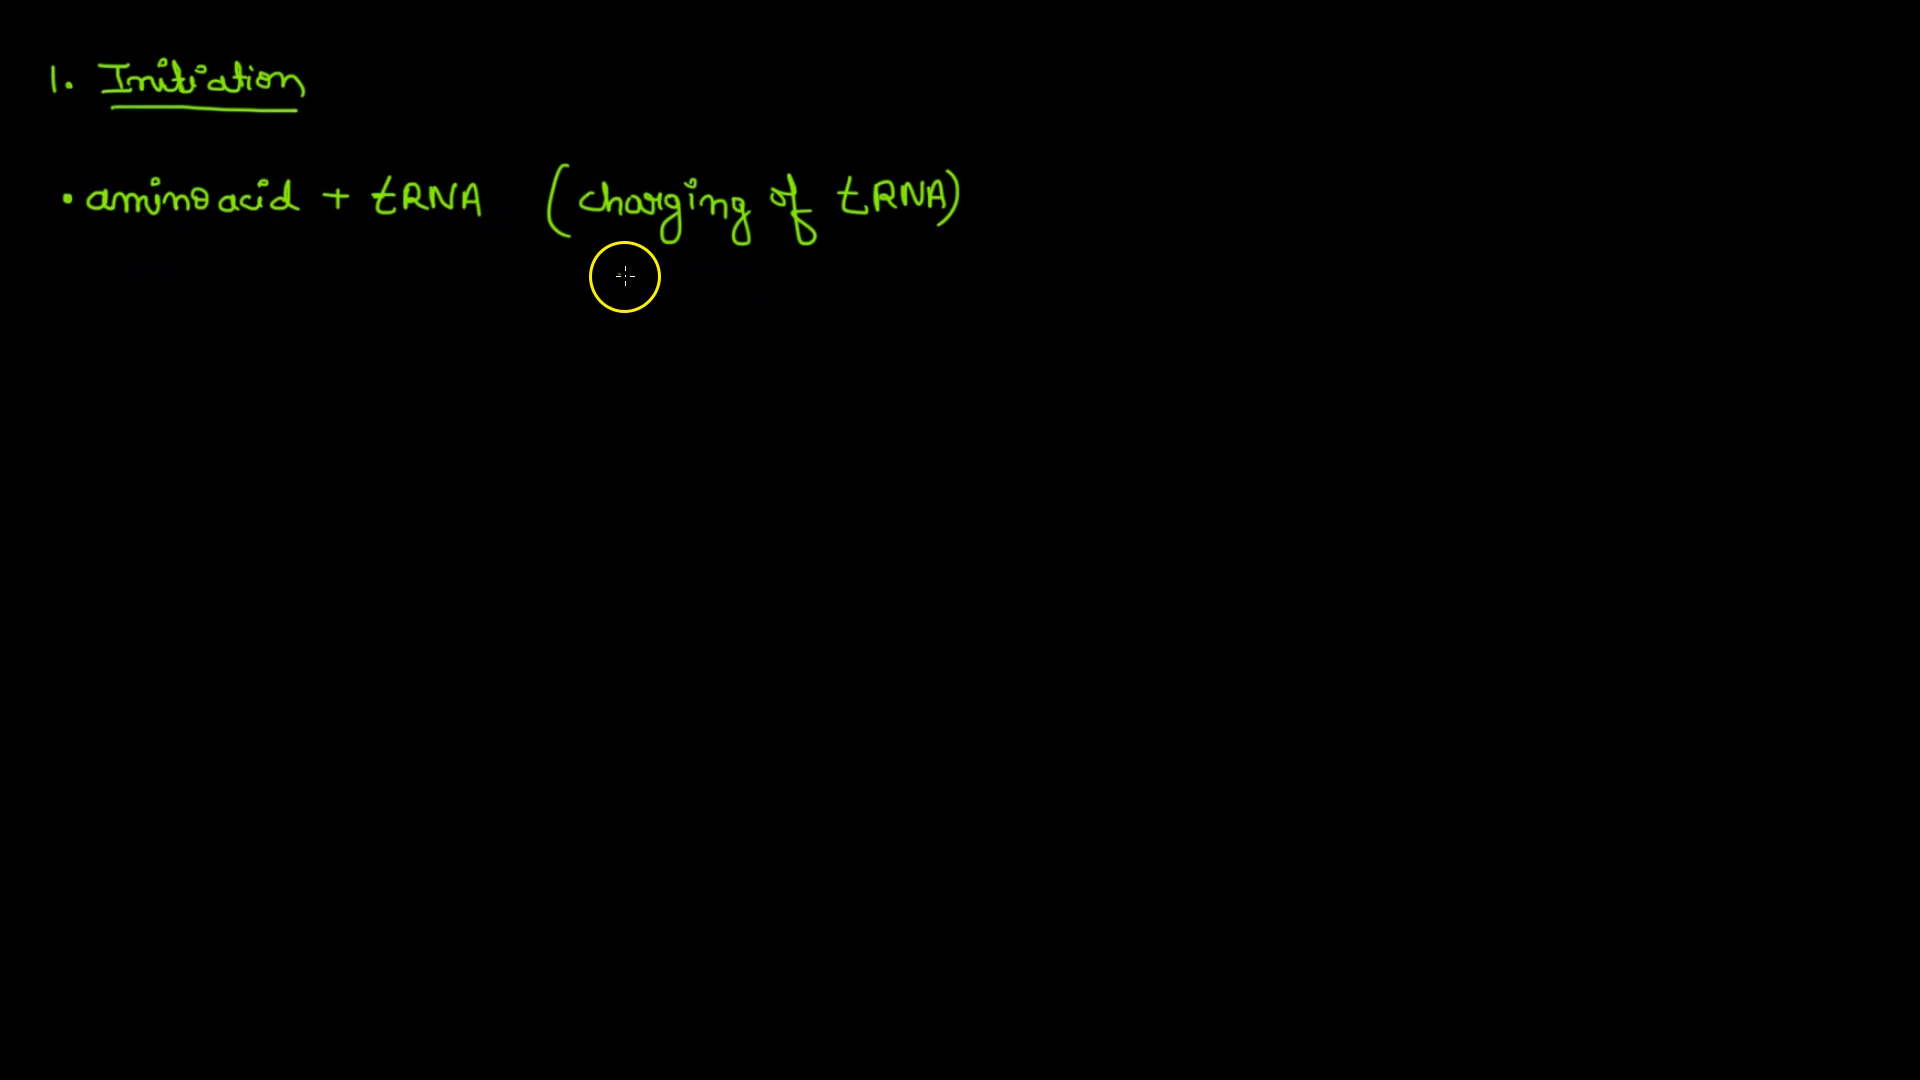 1. Initiation
• amino acid + tRNA (charging of tRNA)